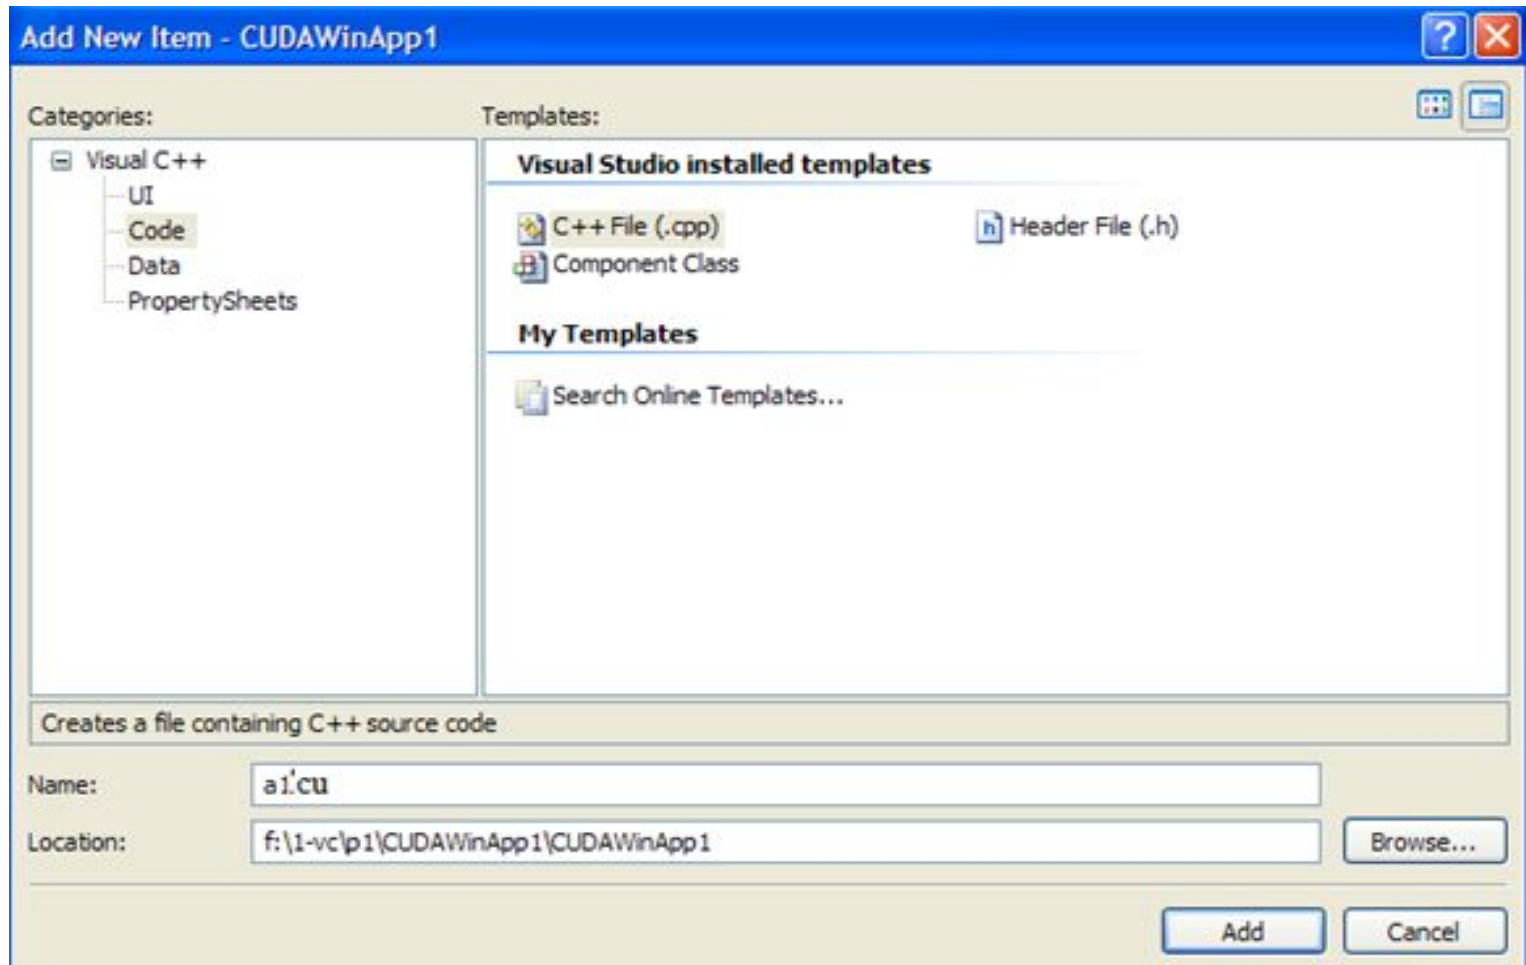 Add New Item - CUDAWinApp1
Categories:
Templates:
Visual C++
UI
Code
Data
PropertySheets
Visual Studio installed templates
C++ File (.cpp)
Header File (.h)
Component Class
My Templates
Search Online Templates...
Creates a file containing C++ source code
Name:
a1.cu
Location:
f:\1-vc\p1\CUDAWinApp1\CUDAWinApp1
Browse...
Add
Cancel